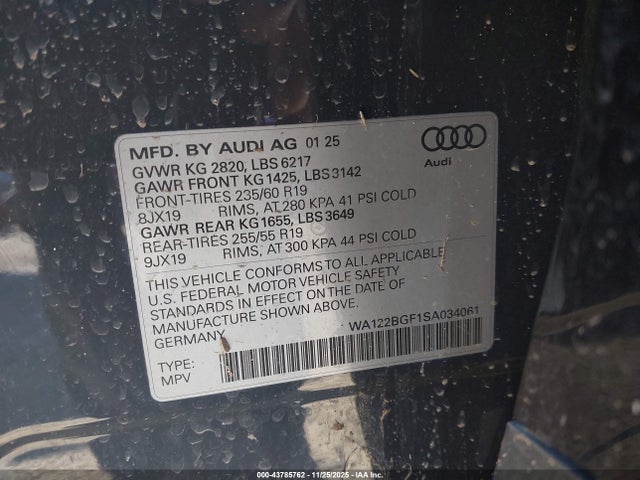 MFD. BY AUDI AG 01 25
GVWR KG 2820, LBS 6217
GAWR FRONT KG 1425, LBS 3142
FRONT-TIRES 235/60 R19
8JX19 RIMS, AT 280 KPA 41 PSI COLD
GAWR REAR KG 1655, LBS 3649
REAR-TIRES 255/55 R19
9JX19 RIMS, AT 300 KPA 44 PSI COLD
THIS VEHICLE CONFORMS TO ALL APPLICABLE
U.S. FEDERAL MOTOR VEHICLE SAFETY
STANDARDS IN EFFECT ON THE DATE OF
MANUFACTURE SHOWN ABOVE.
GERMANY
WA122BGF1SA034061
TYPE:
MPV
Audi
000-43785762 - 11/25/2025 - IAAI.COM